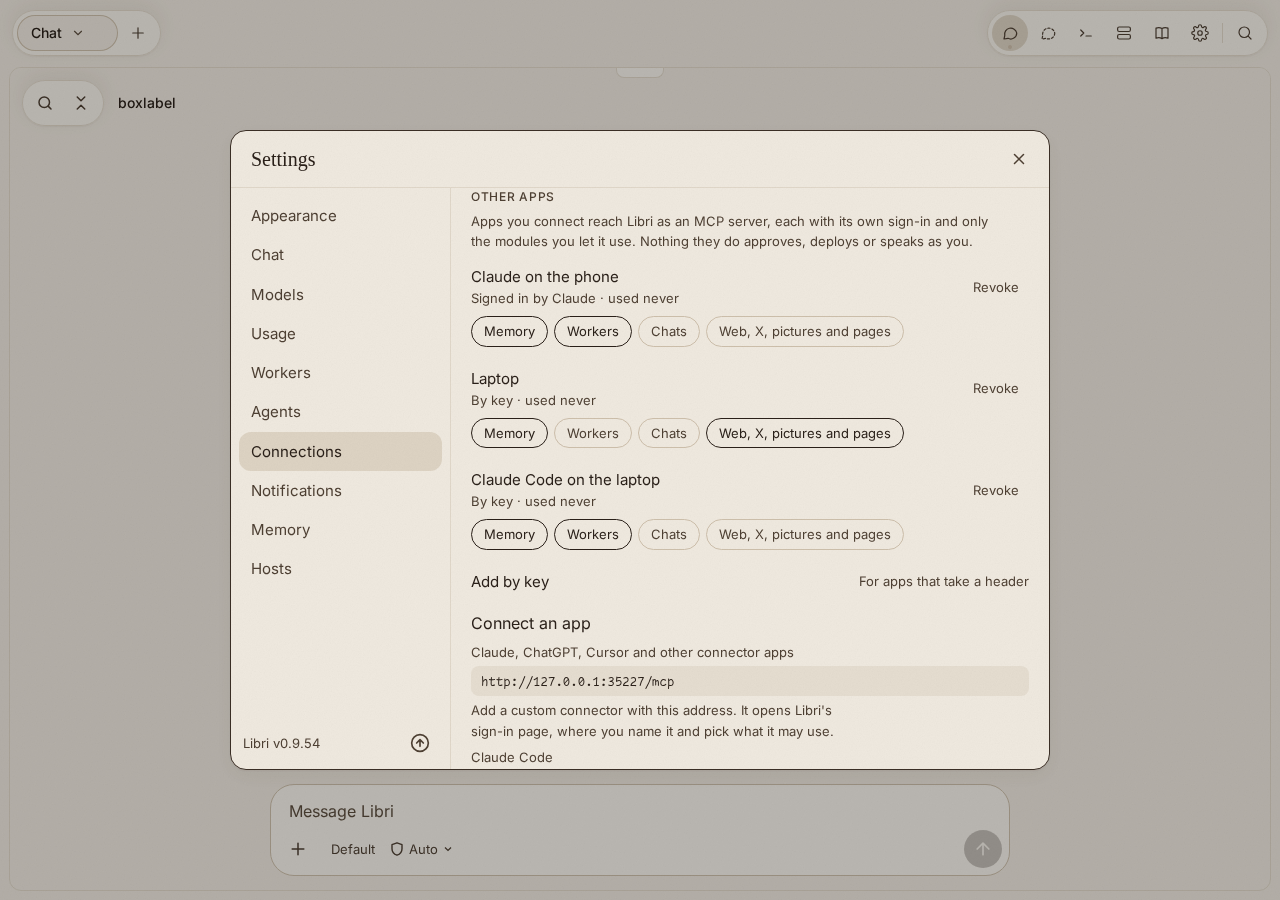 Chat
boxlabel
Settings
Appearance
Chat
Models
Usage
Workers
Agents
Connections
Notifications
Memory
Hosts
Libri v0.9.54
OTHER APPS
Apps you connect reach Libri as an MCP server, each with its own sign-in and only
the modules you let it use. Nothing they do approves, deploys or speaks as you.
Claude on the phone
Signed in by Claude · used never
Revoke
Memory Workers Chats Web, X, pictures and pages
Laptop
By key · used never
Revoke
Memory Workers Chats Web, X, pictures and pages
Claude Code on the laptop
By key · used never
Revoke
Memory Workers Chats Web, X, pictures and pages
Add by key For apps that take a header
Connect an app
Claude, ChatGPT, Cursor and other connector apps
http://127.0.0.1:35227/mcp
Add a custom connector with this address. It opens Libri's
sign-in page, where you name it and pick what it may use.
Claude Code
Message Libri
Default Auto